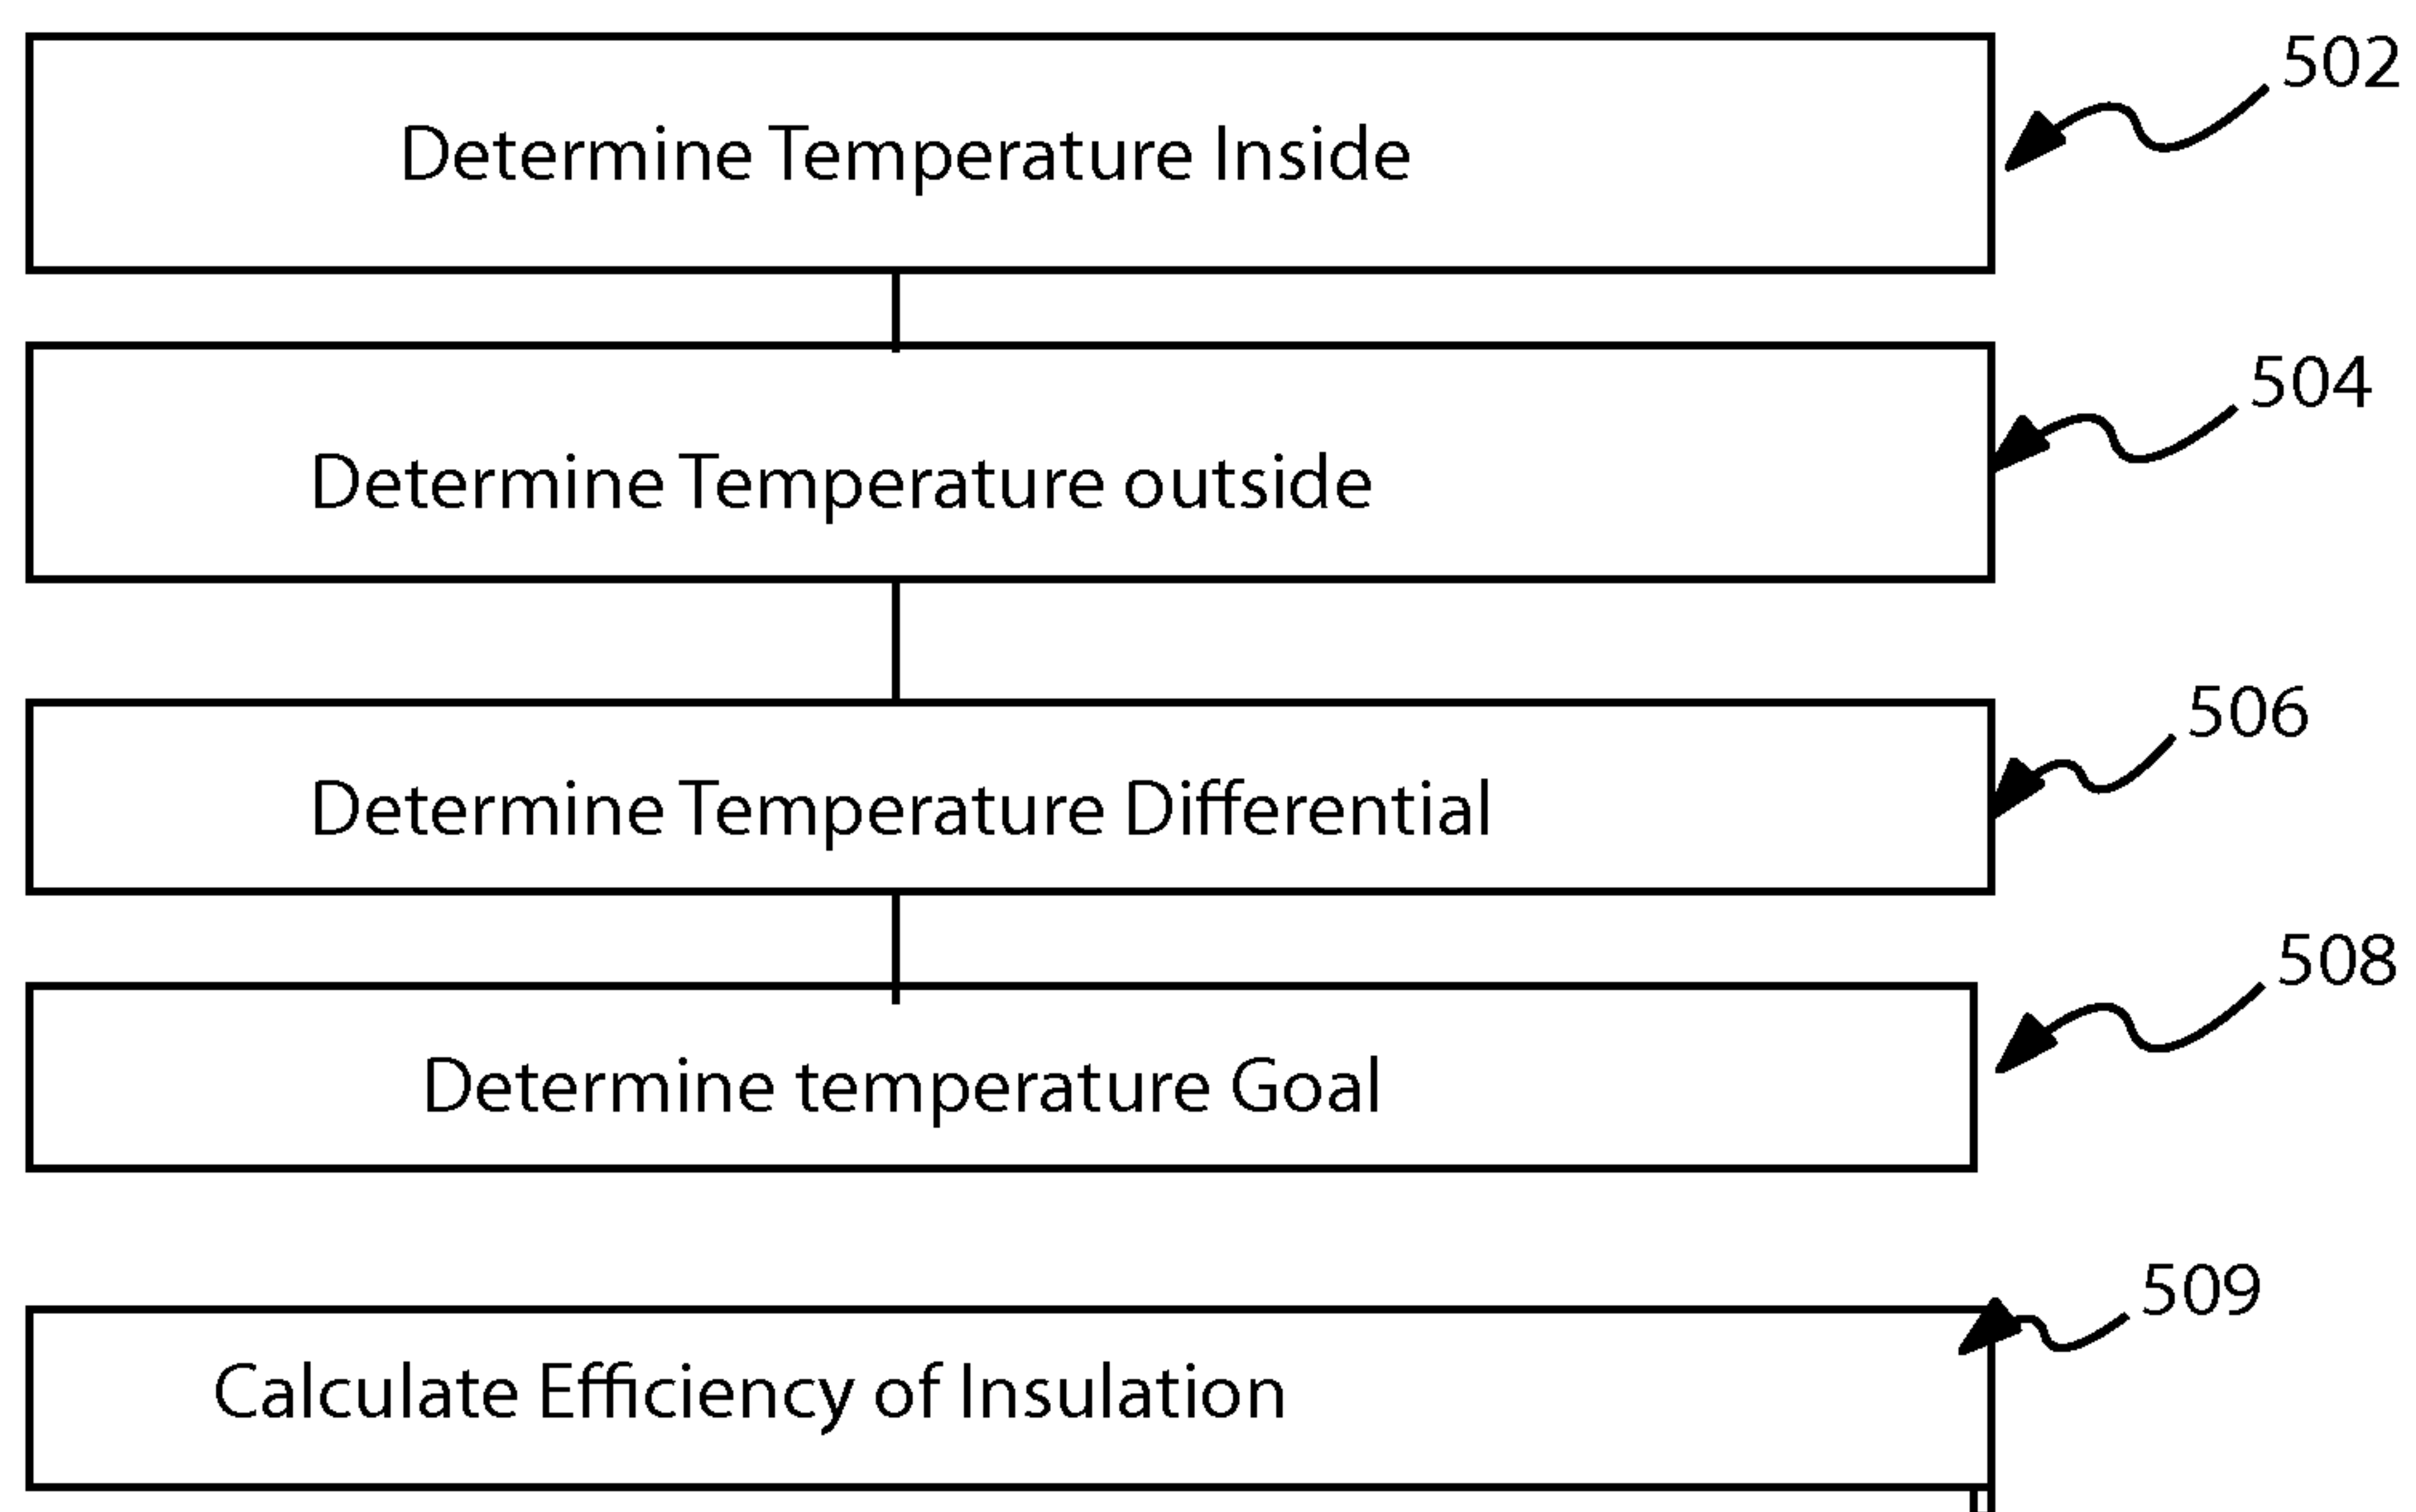 502
Determine Temperature Inside
504
Determine Temperature outside
506
Determine Temperature Differential
508
Determine temperature Goal
509
Calculate Efficiency of Insulation